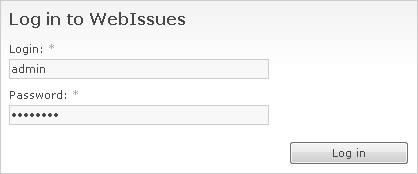 Log in to WebIssues
Login: *
admin
Password: *
••••••••
Log in